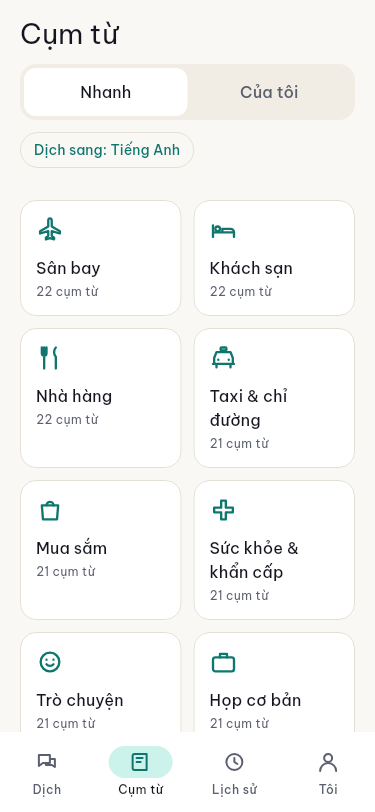 Cụm từ
Nhanh
Của tôi
Dịch sang: Tiếng Anh
Sân bay
22 cụm từ
Khách sạn
22 cụm từ
Nhà hàng
22 cụm từ
Taxi & chỉ
đường
21 cụm từ
Mua sắm
21 cụm từ
Sức khỏe &
khẩn cấp
21 cụm từ
Trò chuyện
21 cụm từ
Họp cơ bản
21 cụm từ
Dịch
Cụm từ
Lịch sử
Tôi